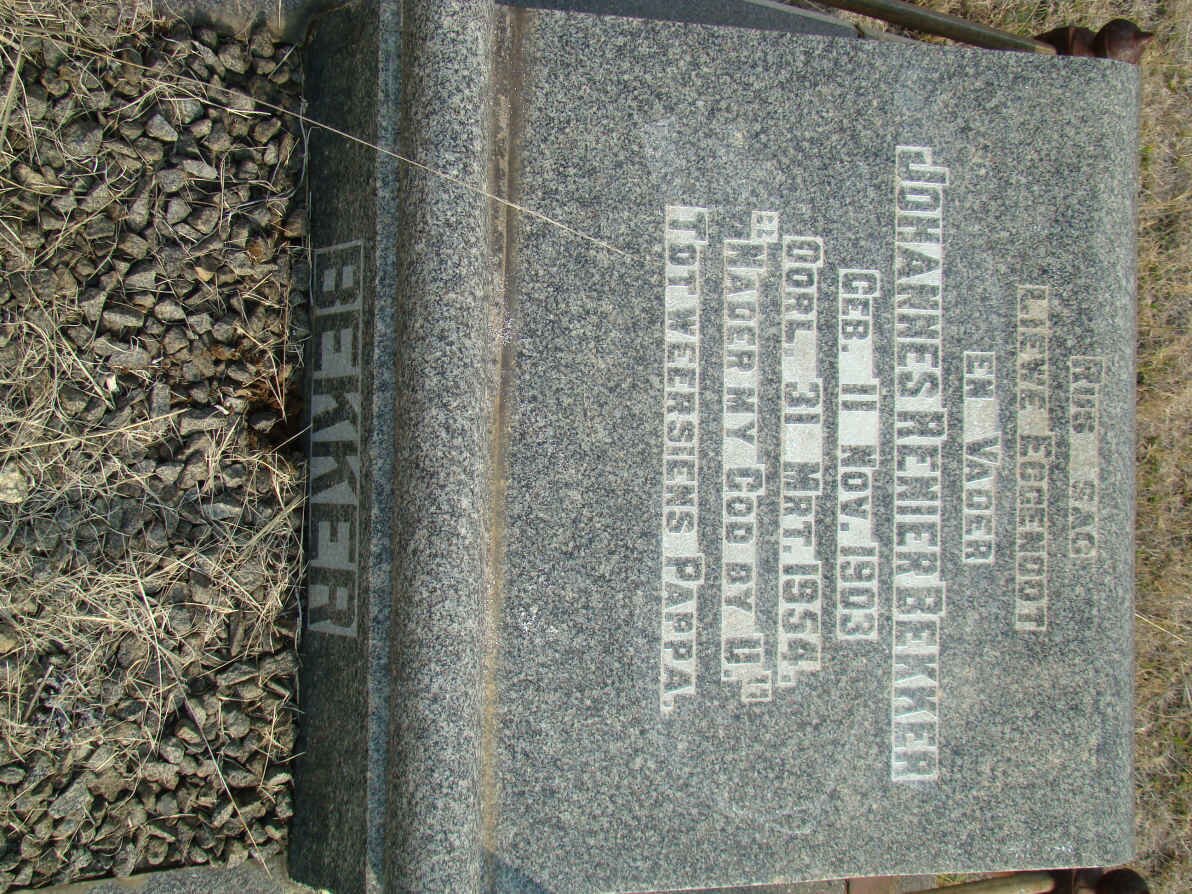 RUS SAG
LIEWE EGGENOOT
EN VADER
JOHANNES RENIER BEKKER
GEB. 11 NOV. 1903
OORL. 31 MRT. 1954.
"NAGER MY GOD BY U"
TOT WEERSIENS PAPPA.
BEKKER